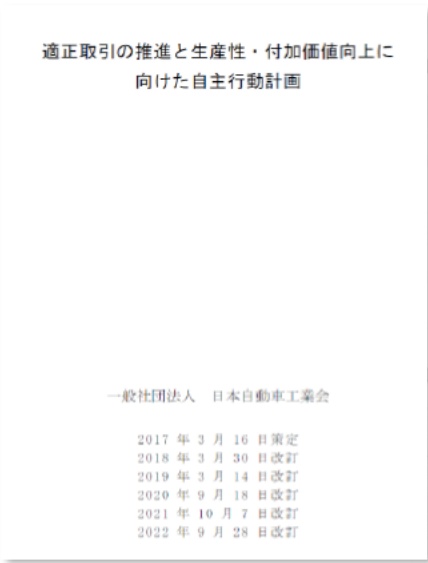 適正取引の推進と生産性・付加価値向上に
向けた自主行動計画
一般社団法人　日本自動車工業会
2017 年 3 月 16 日策定
2018 年 3 月 30 日改訂
2019 年 3 月 14 日改訂
2020 年 9 月 18 日改訂
2021 年 10 月 7 日改訂
2022 年 9 月 28 日改訂